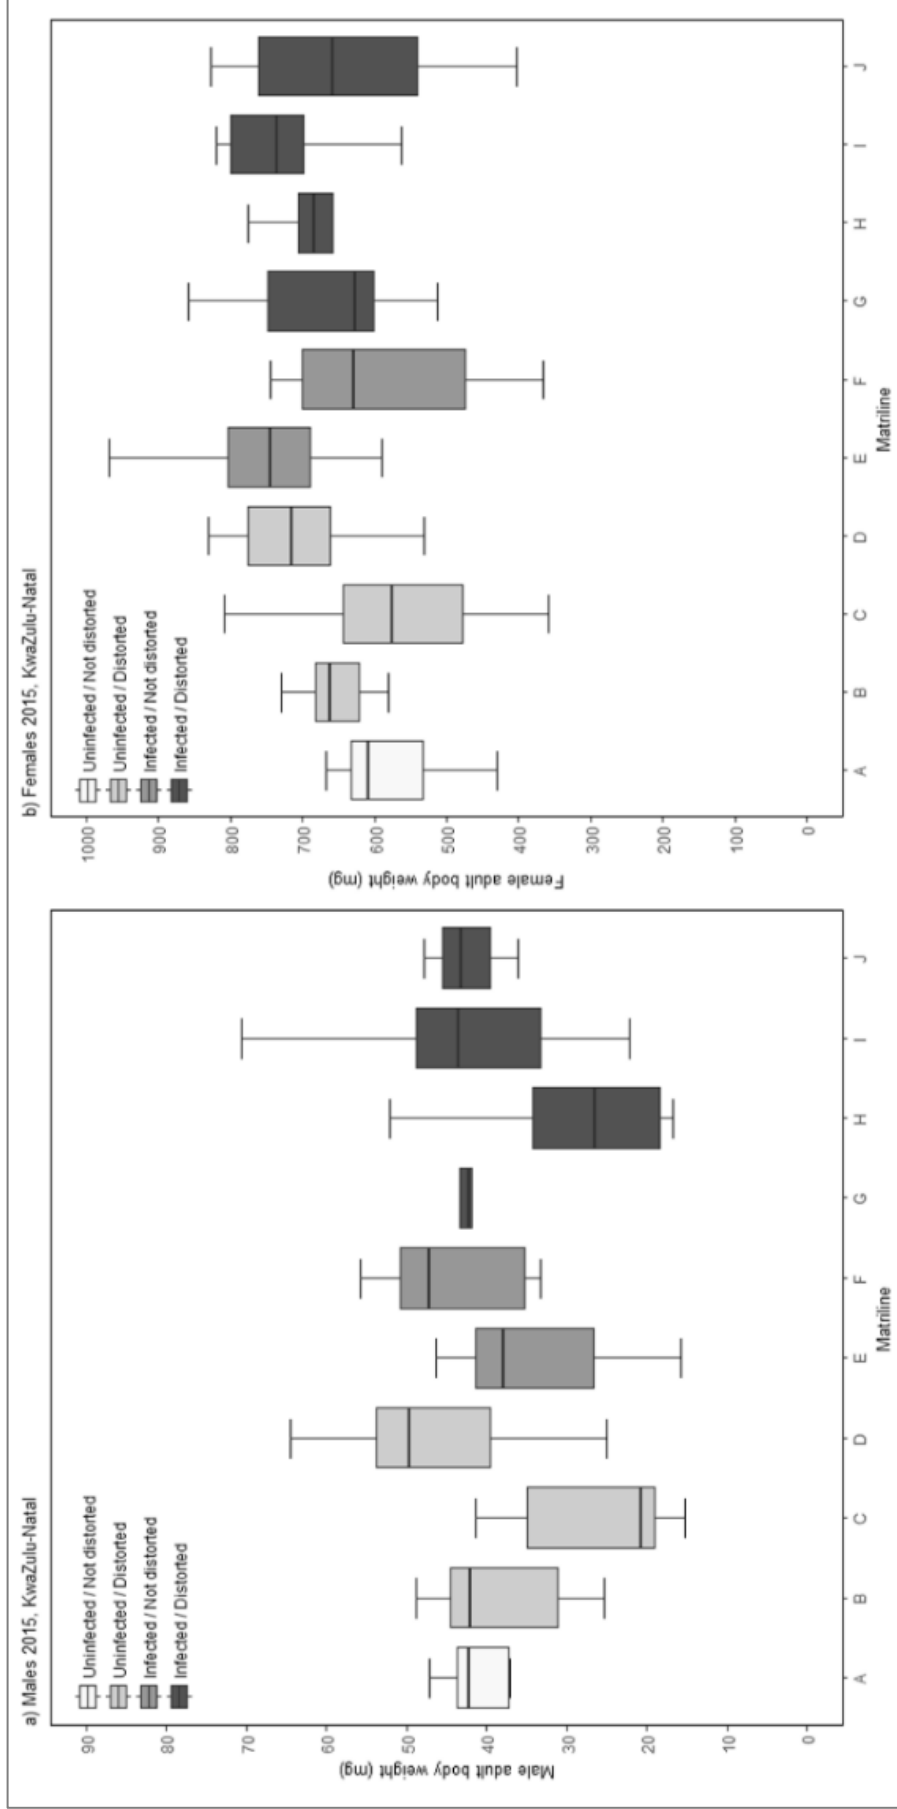 a) Males 2015, KwaZulu-Natal
Uninfected / Not distorted
Uninfected / Distorted
Infected / Not distorted
Infected / Distorted
Male adult body weight (mg)
90
80
70
60
50
40
30
20
10
0
A B C D E F G H I J
Matriline
b) Females 2015, KwaZulu-Natal
Uninfected / Not distorted
Uninfected / Distorted
Infected / Not distorted
Infected / Distorted
Female adult body weight (mg)
1000
900
800
700
600
500
400
300
200
100
0
A B C D E F G H I J
Matriline